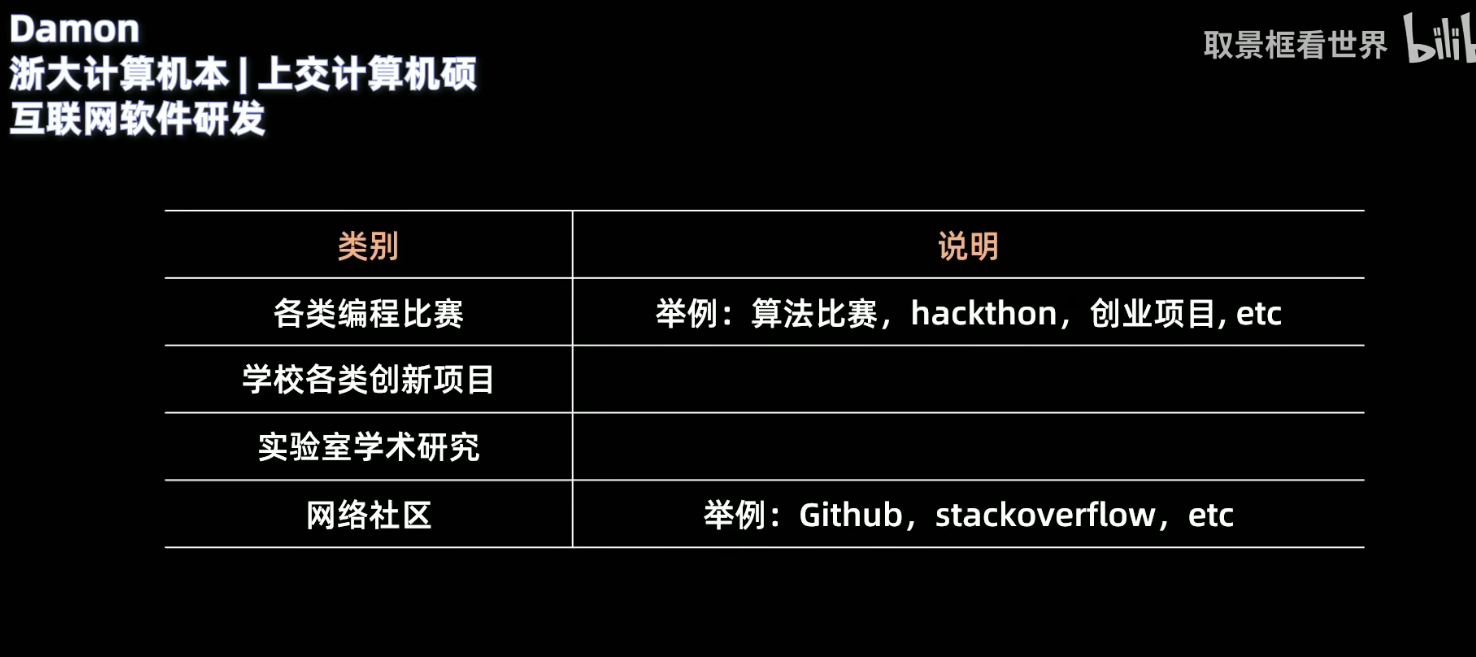 Damon
浙大计算机本 | 上交计算机硕
互联网软件研发
取景框看世界
类别 说明
各类编程比赛 举例：算法比赛，hackthon，创业项目, etc
学校各类创新项目
实验室学术研究
网络社区 举例：Github，stackoverflow，etc